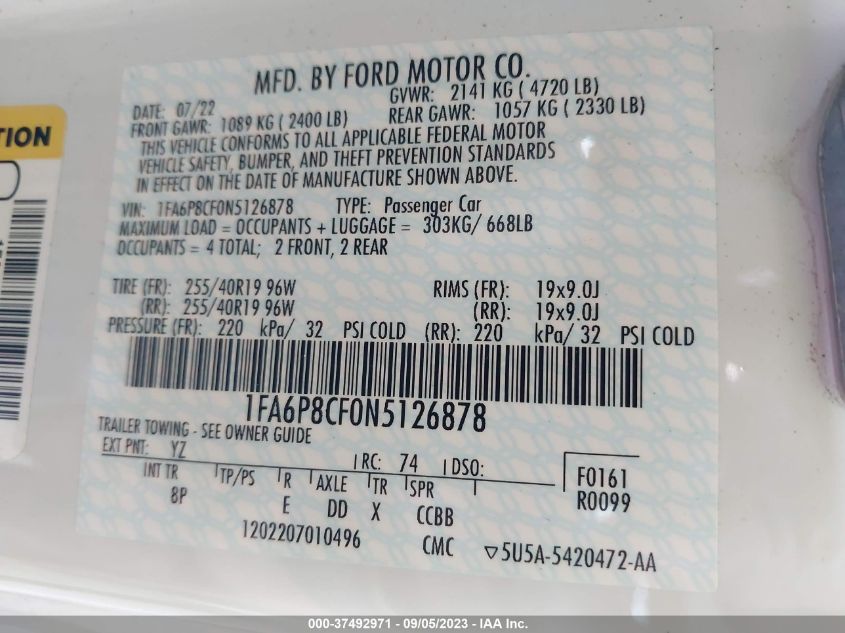 TION
MFD. BY FORD MOTOR CO.
DATE: 07/22 GVWR: 2141 KG ( 4720 LB)
FRONT GAWR: 1089 KG ( 2400 LB) REAR GAWR: 1057 KG ( 2330 LB)
THIS VEHICLE CONFORMS TO ALL APPLICABLE FEDERAL MOTOR
VEHICLE SAFETY, BUMPER, AND THEFT PREVENTION STANDARDS
IN EFFECT ON THE DATE OF MANUFACTURE SHOWN ABOVE.
VIN: 1FA6P8CF0N5126878 TYPE: Passenger Car
MAXIMUM LOAD = OCCUPANTS + LUGGAGE = 303KG/ 668LB
OCCUPANTS = 4 TOTAL; 2 FRONT, 2 REAR
TIRE (FR): 255/40R19 96W RIMS (FR): 19x9.0J
(RR): 255/40R19 96W (RR): 19x9.0J
PRESSURE (FR): 220 kPa/ 32 PSI COLD (RR): 220 kPa/ 32 PSI COLD
1FA6P8CF0N5126878
TRAILER TOWING - SEE OWNER GUIDE
EXT PNT: YZ RC: 74 DSO: F0161
INT TR TP/PS R AXLE TR SPR R0099
8P E DD X CCBB
1202207010496 CMC ▽5U5A-5420472-AA
000-37492971 - 09/05/2023 - IAA Inc.